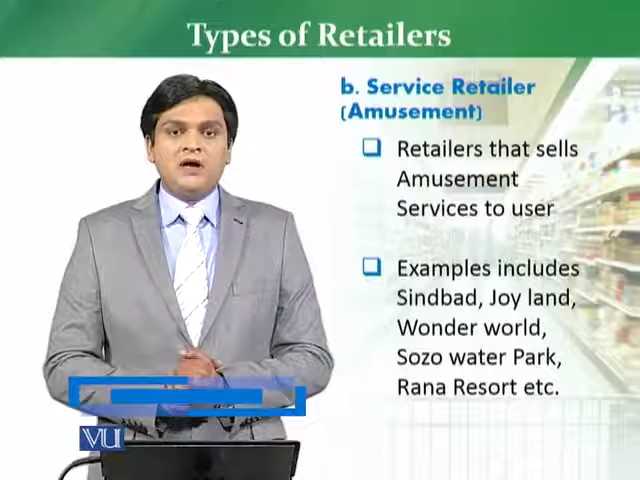 Types of Retailers
b. Service Retailer
(Amusement)
Retailers that sells
Amusement
Services to user
Examples includes
Sindbad, Joy land,
Wonder world,
Sozo water Park,
Rana Resort etc.
VU